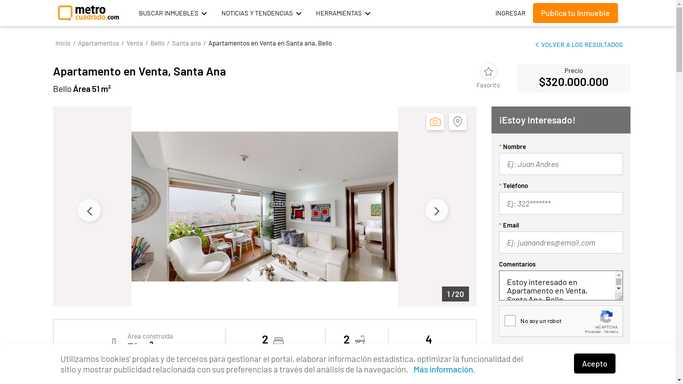 metro
cuadrado.com
BUSCAR INMUEBLES
NOTICIAS Y TENDENCIAS
HERRAMIENTAS
INGRESAR
Publica tu Inmueble
Inicio / Apartamentos / Venta / Bello / Santa ana / Apartamentos en Venta en Santa ana, Bello
VOLVER A LOS RESULTADOS
Apartamento en Venta, Santa Ana
Bello Área 51 m²
Favorito
Precio
$320.000.000
1 / 20
¡Estoy Interesado!
* Nombre
Ej: Juan Andres
* Teléfono
Ej: 322*******
* Email
Ej: juanandres@email.com
Comentarios
Estoy interesado en
Apartamento en Venta,
Santa Ana, Bello
No soy un robot
reCAPTCHA
Privacidad - Términos
Área construida
2
2
4
Utilizamos 'cookies' propias y de terceros para gestionar el portal, elaborar información estadística, optimizar la funcionalidad del
sitio y mostrar publicidad relacionada con sus preferencias a través del análisis de la navegación. Más información.
Acepto